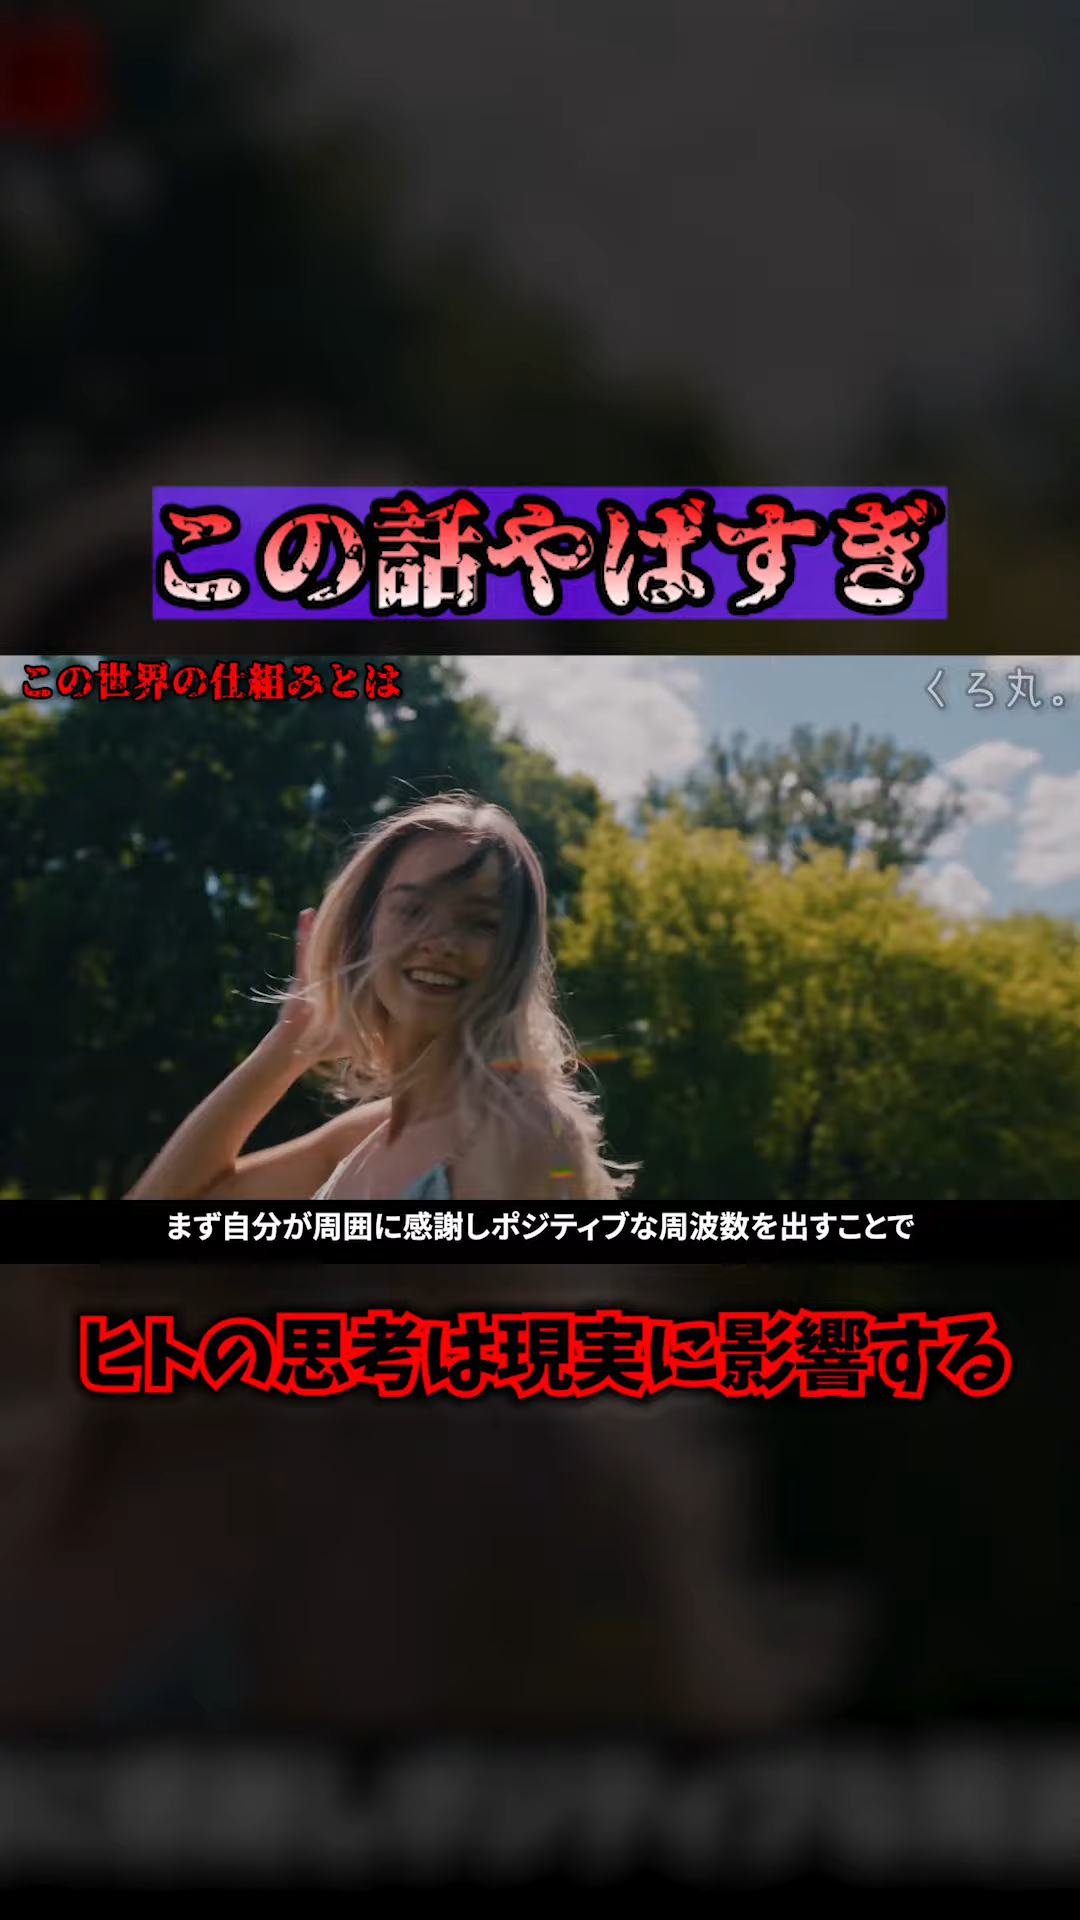 この話やばすぎ
この世界の仕組みとは
くろ丸。
まず自分が周囲に感謝しポジティブな周波数を出すことで
ヒトの思考は現実に影響する